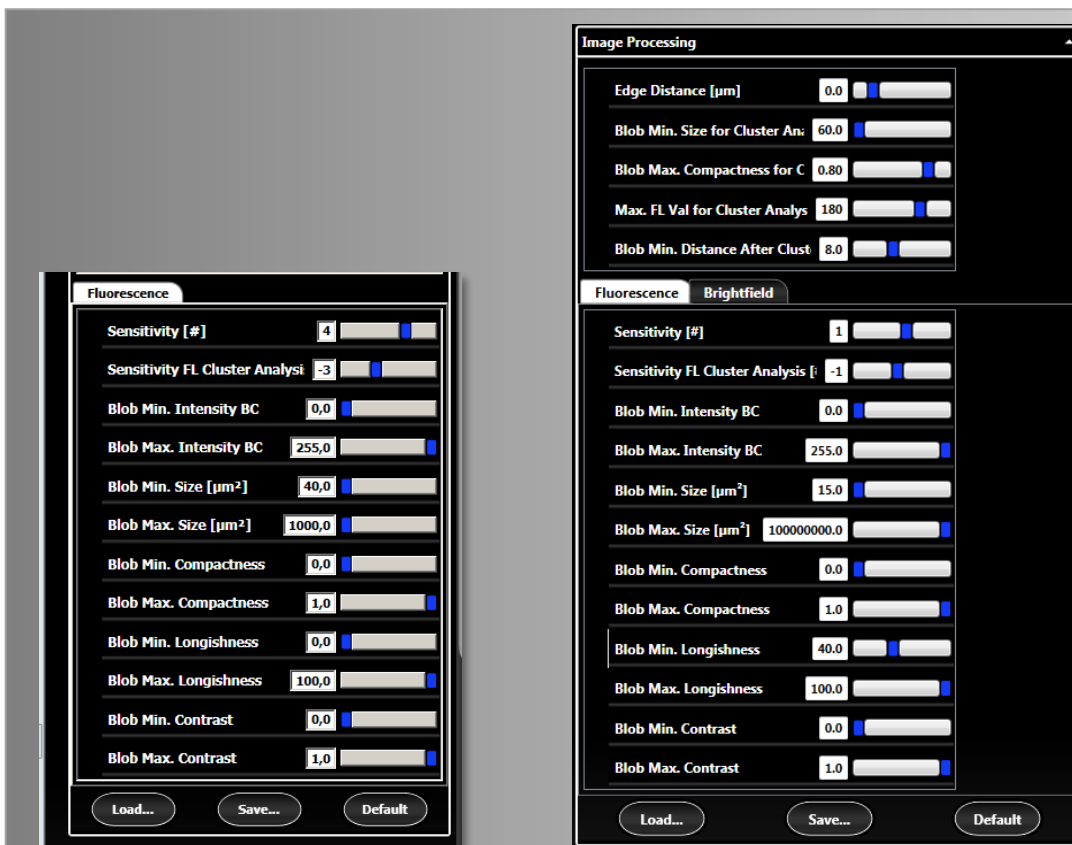 Fluorescence
Sensitivity [#] 4
Sensitivity FL Cluster Analysi: -3
Blob Min. Intensity BC 0,0
Blob Max. Intensity BC 255,0
Blob Min. Size [µm²] 40,0
Blob Max. Size [µm²] 1000,0
Blob Min. Compactness 0,0
Blob Max. Compactness 1,0
Blob Min. Longishness 0,0
Blob Max. Longishness 100,0
Blob Min. Contrast 0,0
Blob Max. Contrast 1,0
Load... Save... Default
Image Processing
Edge Distance [µm] 0.0
Blob Min. Size for Cluster Ana 60.0
Blob Max. Compactness for C 0.80
Max. FL Val for Cluster Analys 180
Blob Min. Distance After Clust 8.0
Fluorescence Brightfield
Sensitivity [#] 1
Sensitivity FL Cluster Analysis [ -1
Blob Min. Intensity BC 0.0
Blob Max. Intensity BC 255.0
Blob Min. Size [µm²] 15.0
Blob Max. Size [µm²] 100000000.0
Blob Min. Compactness 0.0
Blob Max. Compactness 1.0
Blob Min. Longishness 40.0
Blob Max. Longishness 100.0
Blob Min. Contrast 0.0
Blob Max. Contrast 1.0
Load... Save... Default